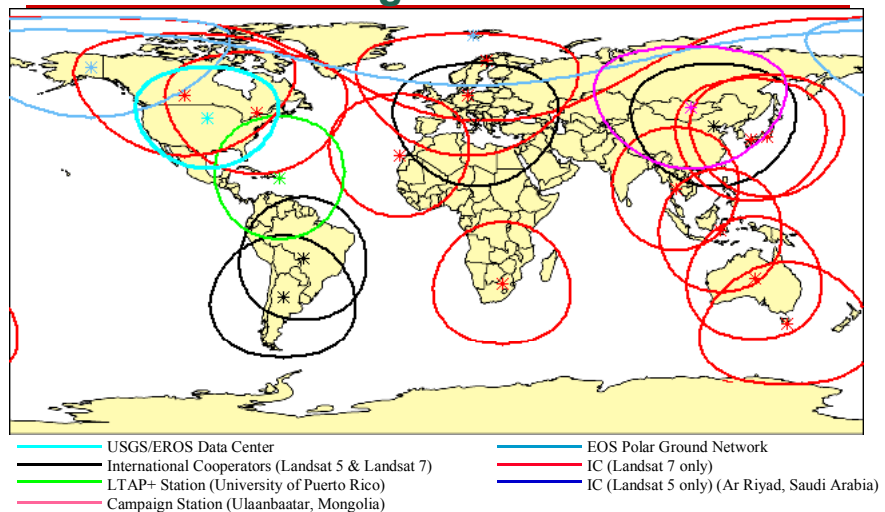 USGS/EROS Data Center
International Cooperators (Landsat 5 & Landsat 7)
LTAP+ Station (University of Puerto Rico)
Campaign Station (Ulaanbaatar, Mongolia)
EOS Polar Ground Network
IC (Landsat 7 only)
IC (Landsat 5 only) (Ar Riyad, Saudi Arabia)